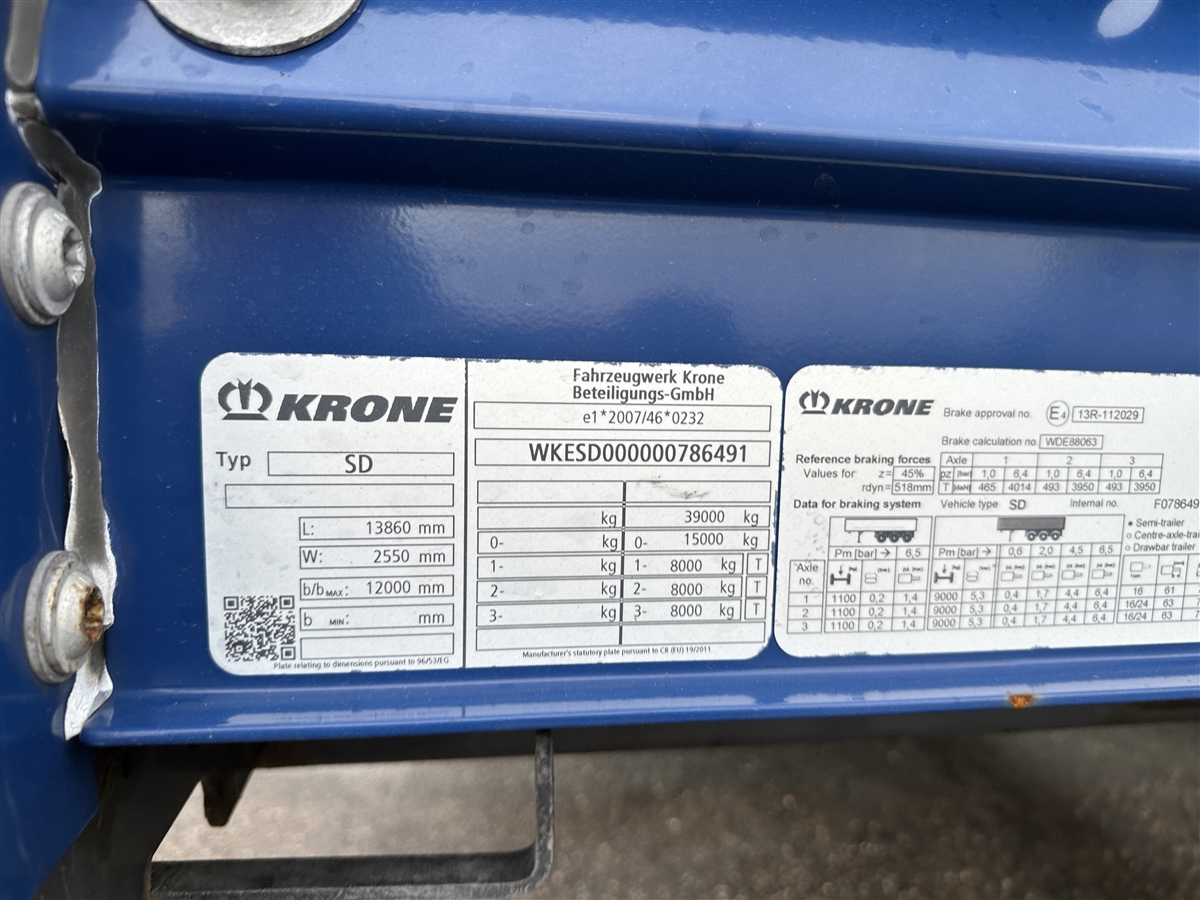 KRONE
Typ SD
L: 13860 mm
W: 2550 mm
b/b MAX: 12000 mm
b MIN: mm
Plate relating to dimensions pursuant to 96/53/EG
Fahrzeugwerk Krone
Beteiligungs-GmbH
e1*2007/46*0232
WKESD000000786491
kg 39000 kg
0- kg 0- 15000 kg
1- kg 1- 8000 kg T
2- kg 2- 8000 kg T
3- kg 3- 8000 kg T
Manufacturer's statutory plate pursuant to CR (EU) 19/2011
KRONE Brake approval no. E4 13R-112029
Brake calculation no. WDE88063
Reference braking forces Axle 1 2 3
Values for z= 45% pz [bar] 1,0 6,4 1,0 6,4 1,0 6,4
rdyn= 518mm T [daN] 465 4014 493 3950 493 3950
Data for braking system Vehicle type SD Internal no. F078649
• Semi-trailer
o Centre-axle-trai
o Drawbar trailer
Pm [bar] → 6,5 Pm [bar] → 0,6 2,0 4,5 6,5
Axle no.
1 1100 0,2 1,4 9000 5,3 0,4 1,7 4,4 6,4 16 61
2 1100 0,2 1,4 9000 5,3 0,4 1,7 4,4 6,4 16/24 63
3 1100 0,2 1,4 9000 5,3 0,4 1,7 4,4 6,4 16/24 63